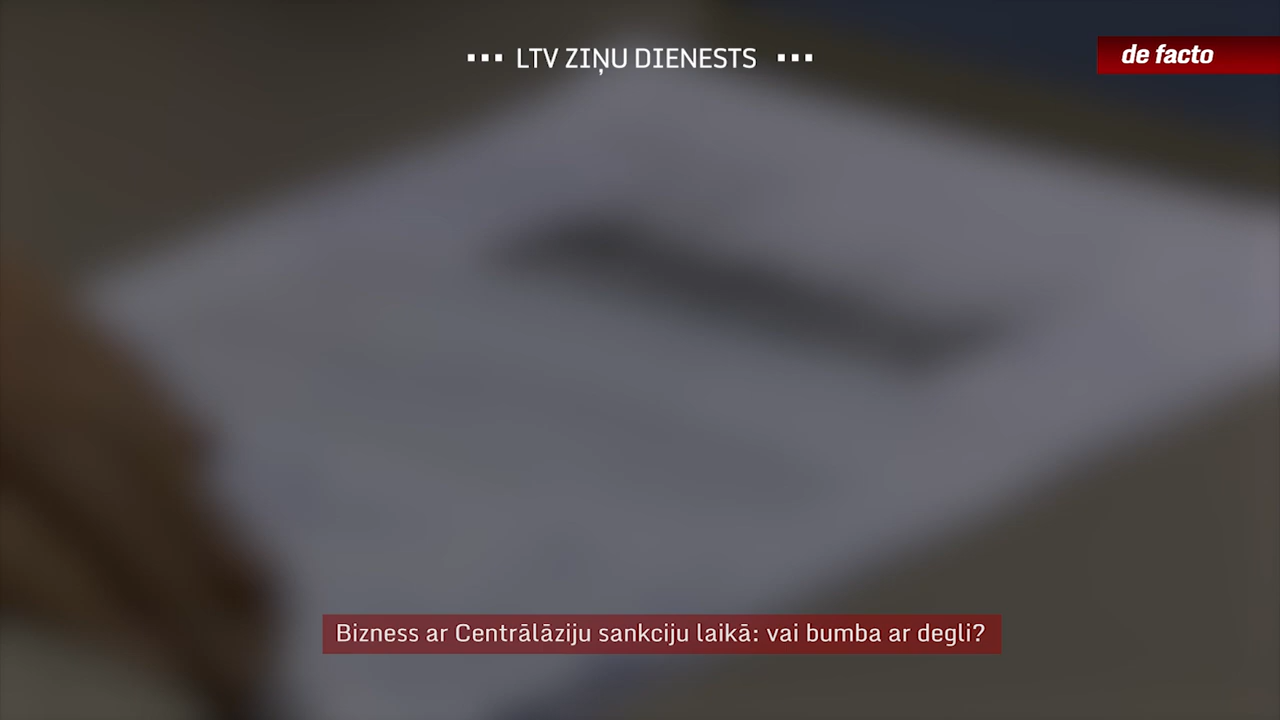 LTV ZIŅU DIENESTS
de facto
Bizness ar Centrālāziju sankciju laikā: vai bumba ar degli?